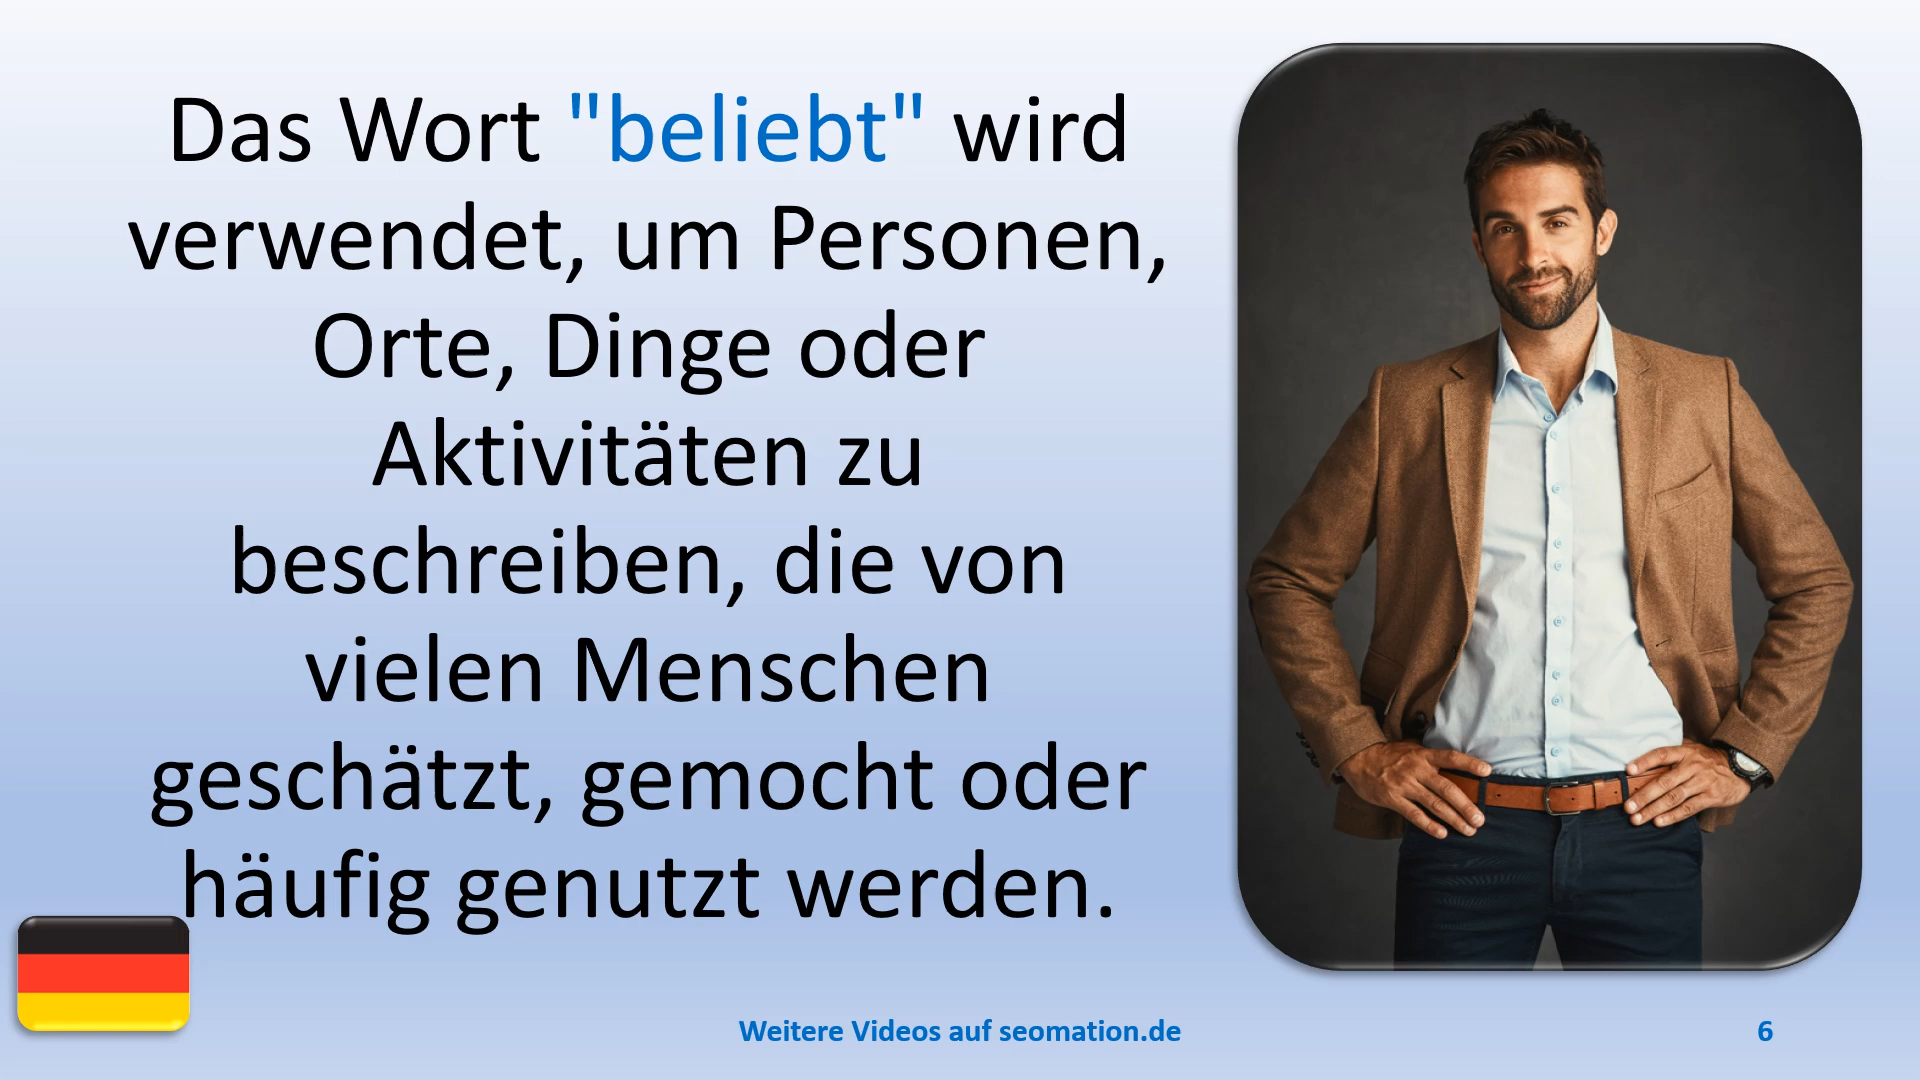 Das Wort "beliebt" wird
verwendet, um Personen,
Orte, Dinge oder
Aktivitäten zu
beschreiben, die von
vielen Menschen
geschätzt, gemocht oder
häufig genutzt werden.
Weitere Videos auf seomation.de
6